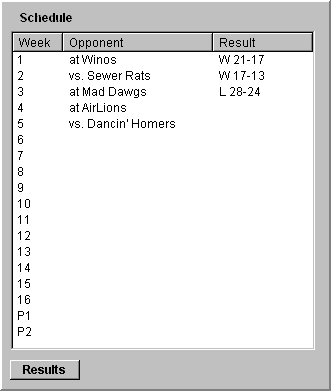 Schedule
Week Opponent Result
1 at Winos W 21-17
2 vs. Sewer Rats W 17-13
3 at Mad Dawgs L 28-24
4 at AirLions
5 vs. Dancin' Homers
6
7
8
9
10
11
12
13
14
15
16
P1
P2
Results